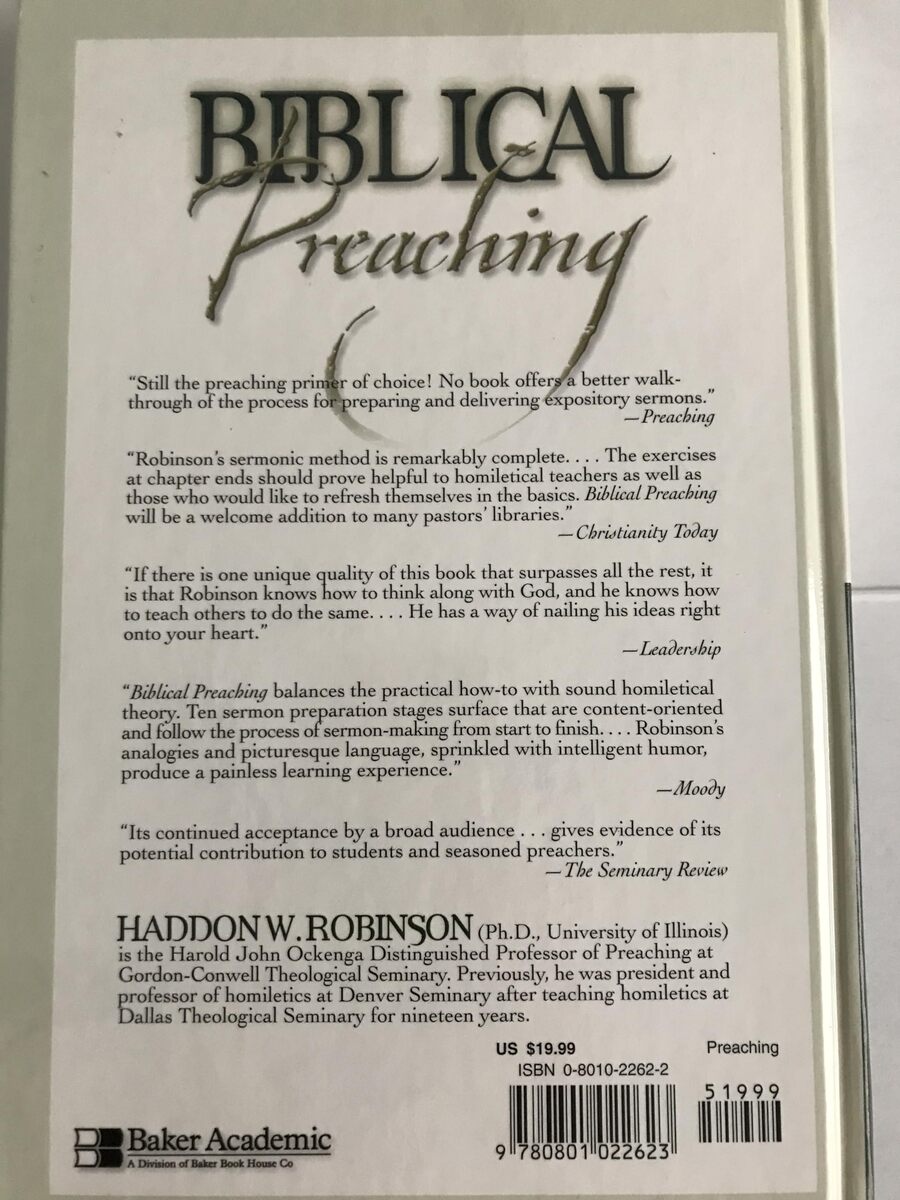 BIBLICAL
Preaching
“Still the preaching primer of choice! No book offers a better walk-
through of the process for preparing and delivering expository sermons.”
—Preaching
“Robinson’s sermonic method is remarkably complete. . . . The exercises
at chapter ends should prove helpful to homiletical teachers as well as
those who would like to refresh themselves in the basics. Biblical Preaching
will be a welcome addition to many pastors’ libraries.”
—Christianity Today
“If there is one unique quality of this book that surpasses all the rest, it
is that Robinson knows how to think along with God, and he knows how
to teach others to do the same. . . . He has a way of nailing his ideas right
onto your heart.”
—Leadership
“Biblical Preaching balances the practical how-to with sound homiletical
theory. Ten sermon preparation stages surface that are content-oriented
and follow the process of sermon-making from start to finish. . . . Robinson’s
analogies and picturesque language, sprinkled with intelligent humor,
produce a painless learning experience.”
—Moody
“Its continued acceptance by a broad audience . . . gives evidence of its
potential contribution to students and seasoned preachers.”
—The Seminary Review
HADDON W. ROBINSON (Ph.D., University of Illinois)
is the Harold John Ockenga Distinguished Professor of Preaching at
Gordon-Conwell Theological Seminary. Previously, he was president and
professor of homiletics at Denver Seminary after teaching homiletics at
Dallas Theological Seminary for nineteen years.
US $19.99 Preaching
ISBN 0-8010-2262-2
51999
9 780801 022623
Baker Academic
A Division of Baker Book House Co